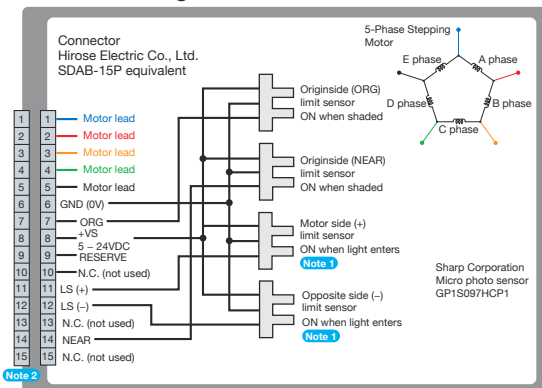 Connector
Hirose Electric Co., Ltd.
SDAB-15P equivalent
5-Phase Stepping
Motor
E phase
A phase
D phase
B phase
C phase
1 1 Motor lead
2 2 Motor lead
3 3 Motor lead
4 4 Motor lead
5 5 Motor lead
6 6 GND (0V)
7 7 ORG
8 8 +VS
5 – 24VDC
9 9 RESERVE
10 10 N.C. (not used)
11 11 LS (+)
12 12 LS (–)
13 13 N.C. (not used)
14 14 NEAR
15 15 N.C. (not used)
Note 2
Originside (ORG)
limit sensor
ON when shaded
Originside (NEAR)
limit sensor
ON when shaded
Motor side (+)
limit sensor
ON when light enters
Note 1
Opposite side (–)
limit sensor
ON when light enters
Note 1
Sharp Corporation
Micro photo sensor
GP1S097HCP1